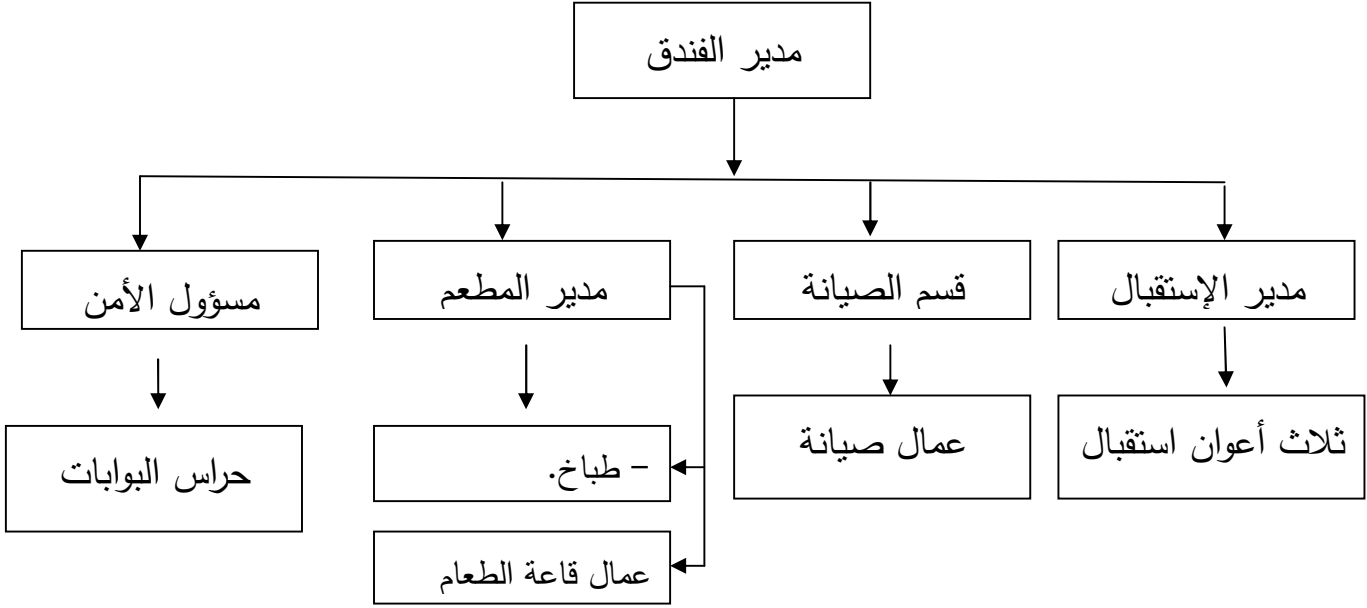 مدير الفندق
مدير الإستقبال
قسم الصيانة
مدير المطعم
مسؤول الأمن
ثلاث أعوان استقبال
عمال صيانة
– طباخ.
عمال قاعة الطعام
حراس البوابات